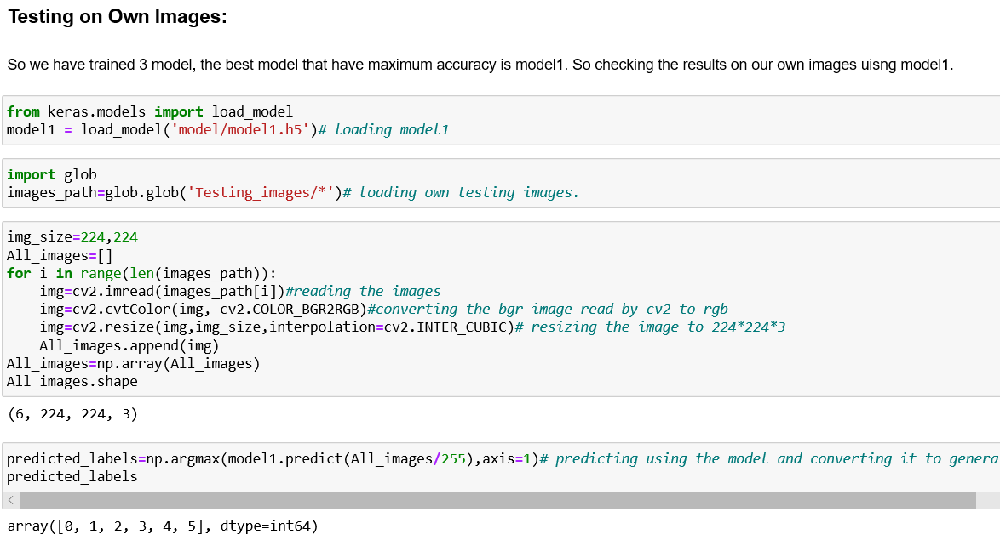 Testing on Own Images:
So we have trained 3 model, the best model that have maximum accuracy is model1. So checking the results on our own images uisng model1.
from keras.models import load_model
model1 = load_model('model/model1.h5')# loading model1
import glob
images_path=glob.glob('Testing_images/*')# loading own testing images.
img_size=224,224
All_images=[]
for i in range(len(images_path)):
    img=cv2.imread(images_path[i])#reading the images
    img=cv2.cvtColor(img, cv2.COLOR_BGR2RGB)#converting the bgr image read by cv2 to rgb
    img=cv2.resize(img,img_size,interpolation=cv2.INTER_CUBIC)# resizing the image to 224*224*3
    All_images.append(img)
All_images=np.array(All_images)
All_images.shape
(6, 224, 224, 3)
predicted_labels=np.argmax(model1.predict(All_images/255),axis=1)# predicting using the model and converting it to genera
predicted_labels
array([0, 1, 2, 3, 4, 5], dtype=int64)